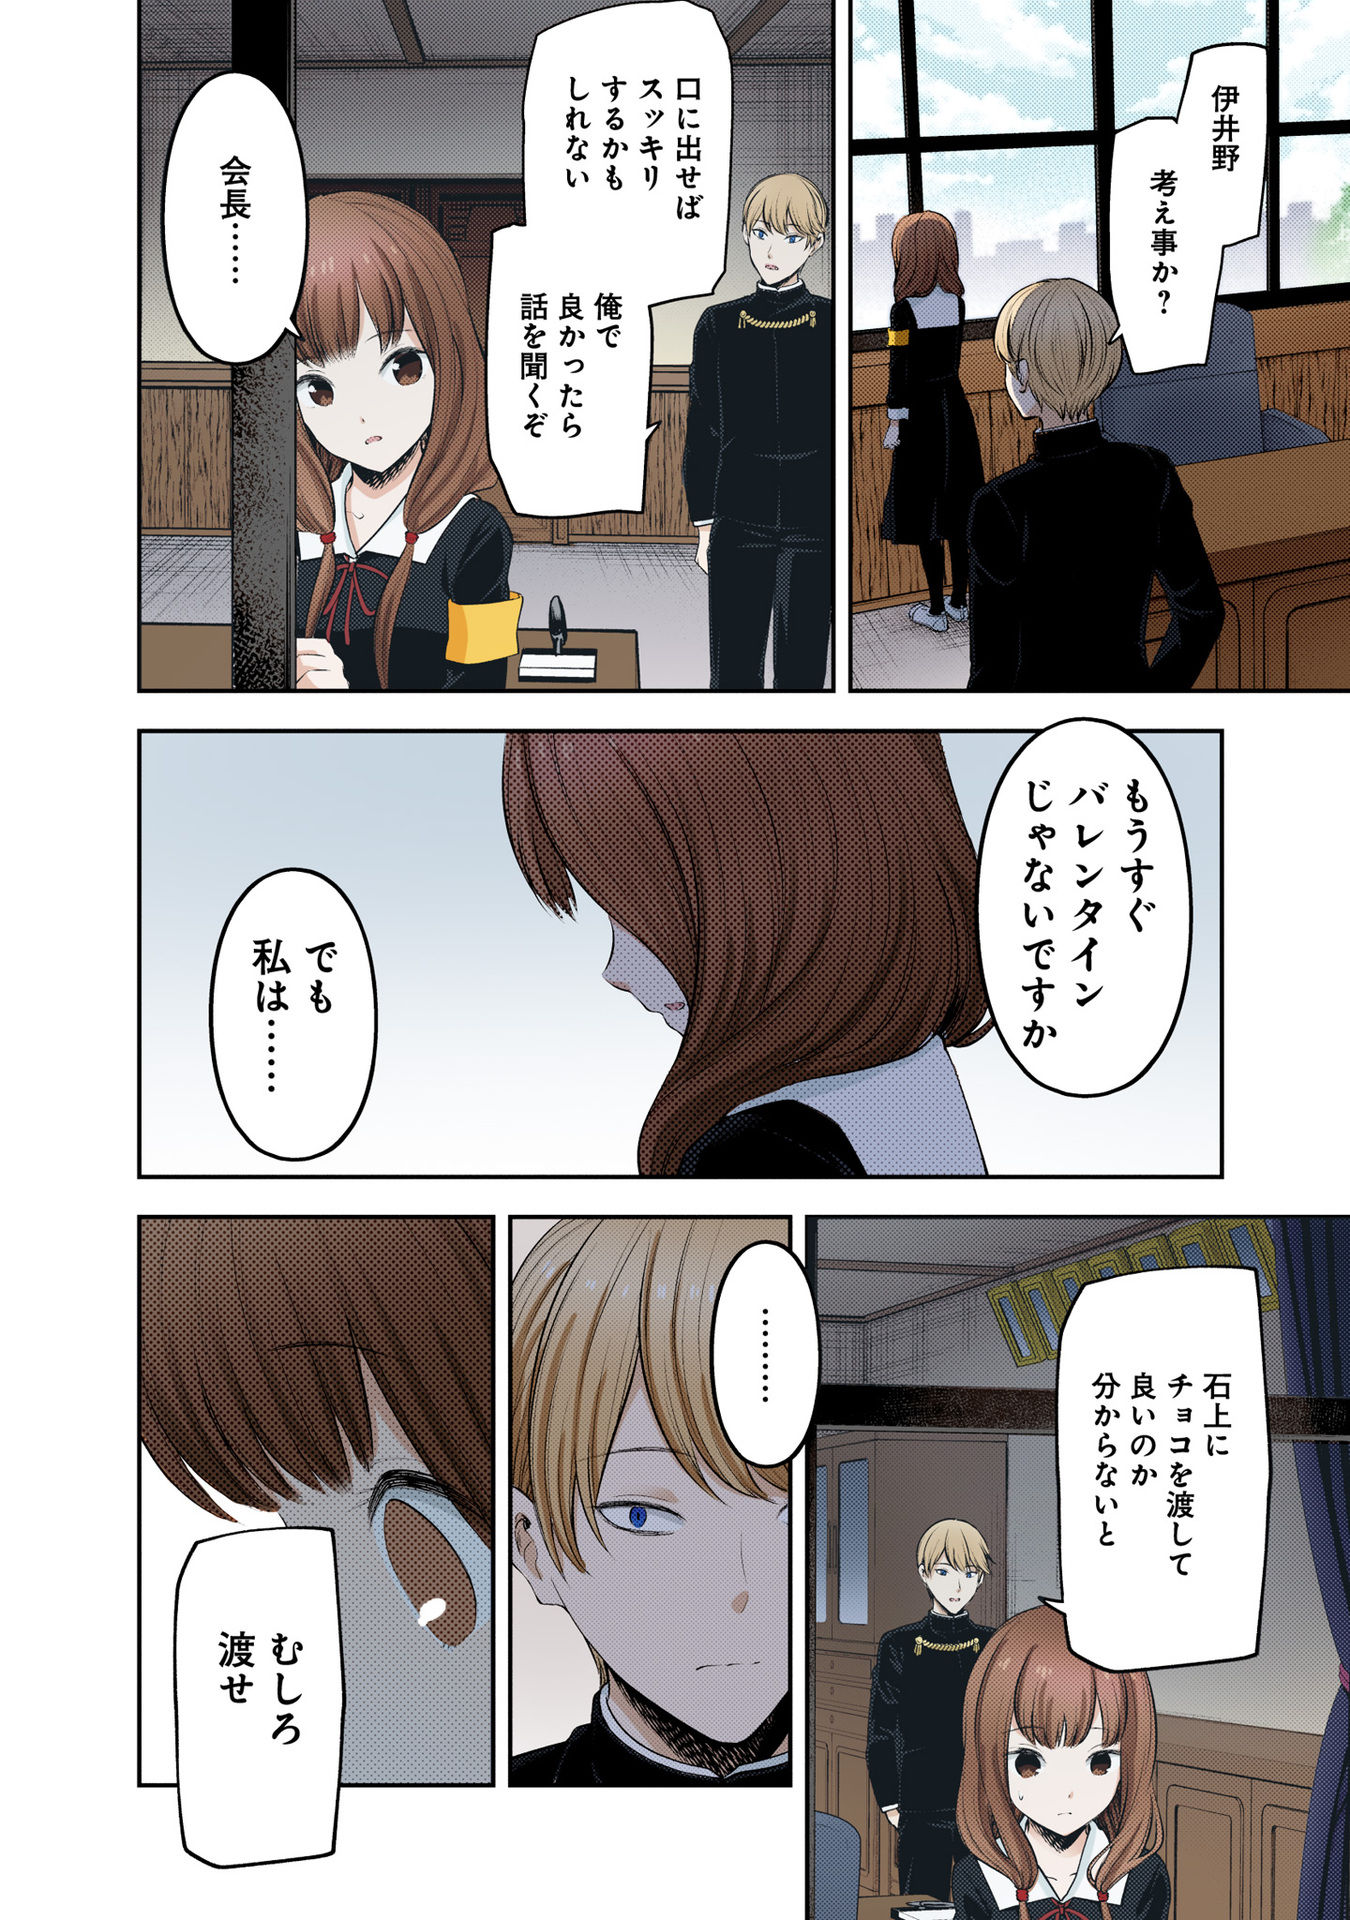 伊井野
考え事か？
口に出せば
スッキリ
するかも
しれない
俺で
良かったら
話を聞くぞ
会長……
もうすぐ
バレンタイン
じゃないですか
でも
私は……
石上に
チョコを渡して
良いのか
分からないと
………
むしろ
渡せ